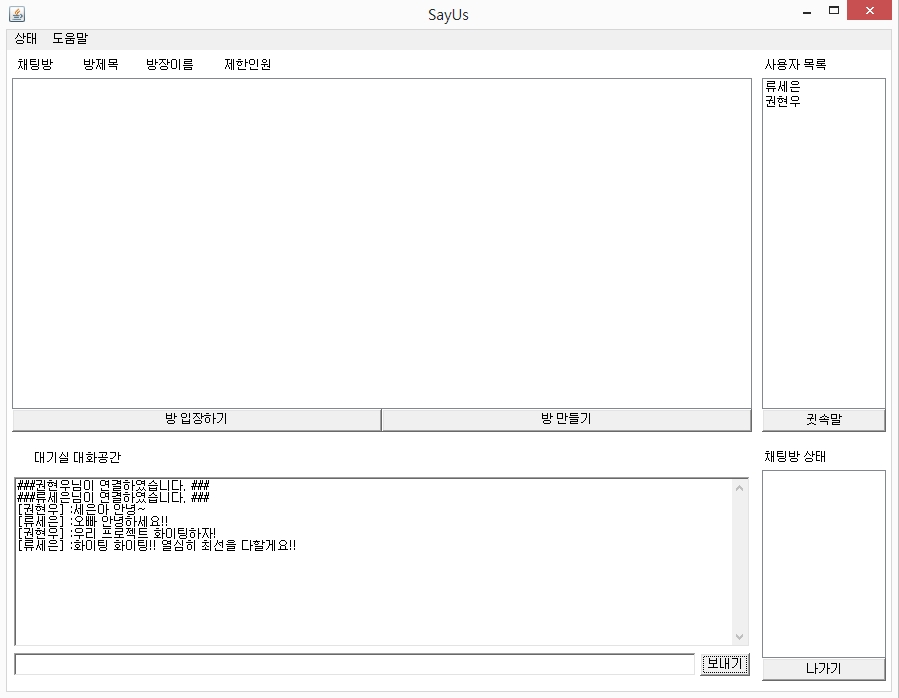 SayUs
상태 도움말
채팅방 방제목 방장이름 제한인원
사용자 목록
류세은
권현우
방 입장하기
방 만들기
귓속말
대기실 대화공간
###권현우님이 연결하였습니다. ###
###류세은님이 연결하였습니다. ###
[권현우] :세은아 안녕~
[류세은] :오빠 안녕하세요!!
[권현우] :우리 프로젝트 화이팅하자!
[류세은] :화이팅 화이팅!! 열심히 최선을 다할게요!!
보내기
채팅방 상태
나가기